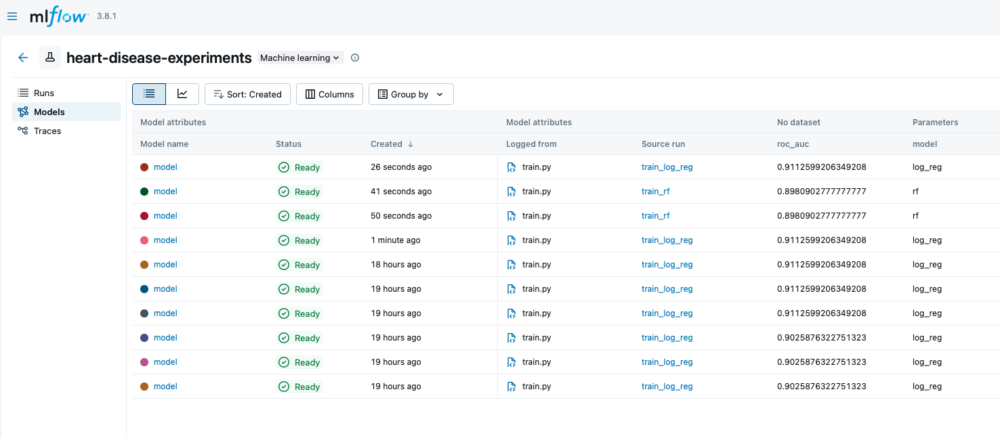 mlflow 3.8.1
heart-disease-experiments Machine learning
Runs
Models
Traces
Sort: Created Columns Group by
Model attributes Model attributes No dataset Parameters
Model name Status Created Logged from Source run roc_auc model
model Ready 26 seconds ago train.py train_log_reg 0.9112599206349208 log_reg
model Ready 41 seconds ago train.py train_rf 0.8980902777777777 rf
model Ready 50 seconds ago train.py train_rf 0.8980902777777777 rf
model Ready 1 minute ago train.py train_log_reg 0.9112599206349208 log_reg
model Ready 18 hours ago train.py train_log_reg 0.9112599206349208 log_reg
model Ready 19 hours ago train.py train_log_reg 0.9112599206349208 log_reg
model Ready 19 hours ago train.py train_log_reg 0.9112599206349208 log_reg
model Ready 19 hours ago train.py train_log_reg 0.9025876322751323 log_reg
model Ready 19 hours ago train.py train_log_reg 0.9025876322751323 log_reg
model Ready 19 hours ago train.py train_log_reg 0.9025876322751323 log_reg